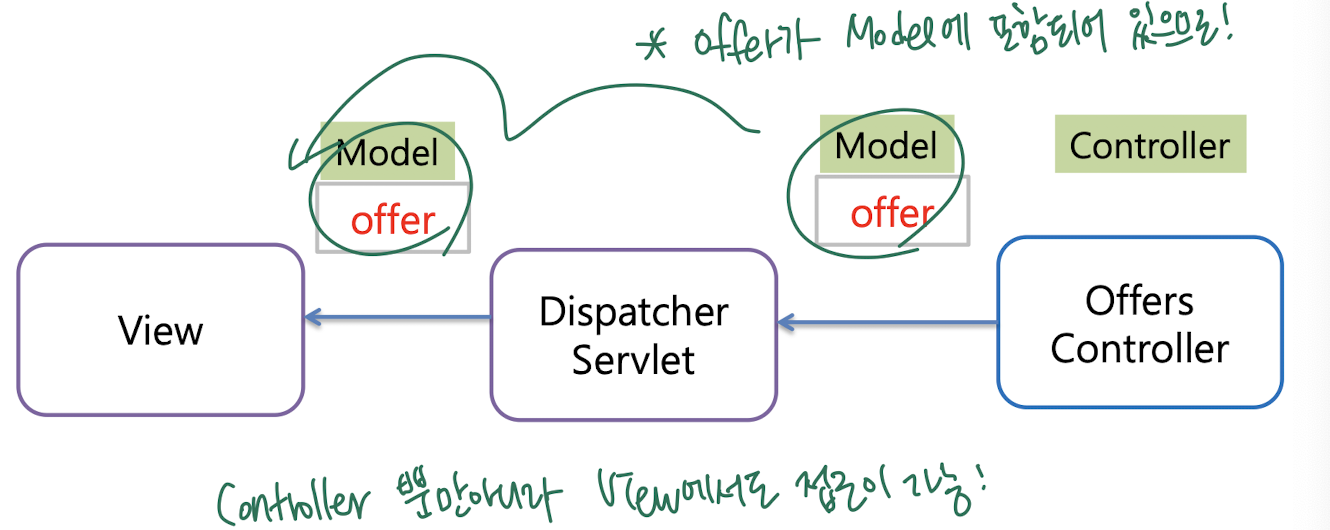 * offer가 Model에 포함되어 있으므로!
Model
Model
Controller
offer
offer
View
Dispatcher
Servlet
Offers
Controller
Controller 뿐만아니라 View에서도 접근이 가능!